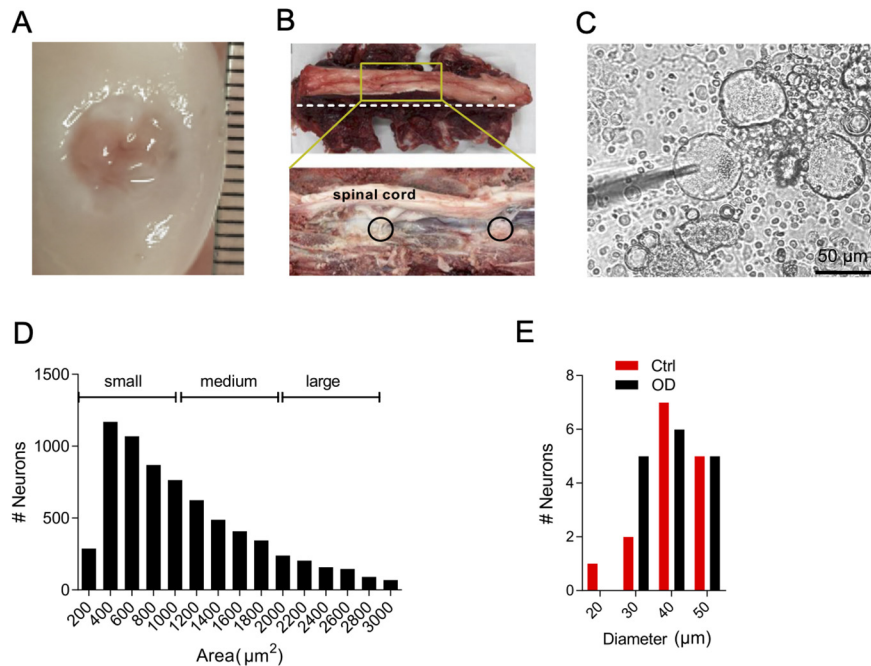 A
B
C
spinal cord
50 µm
D
E
1500
1000
500
0
# Neurons
small
medium
large
200
400
600
800
1000
1200
1400
1600
1800
2000
2200
2400
2600
2800
3000
Area(µm²)
Ctrl
OD
8
6
4
2
0
# Neurons
20
30
40
50
Diameter (µm)